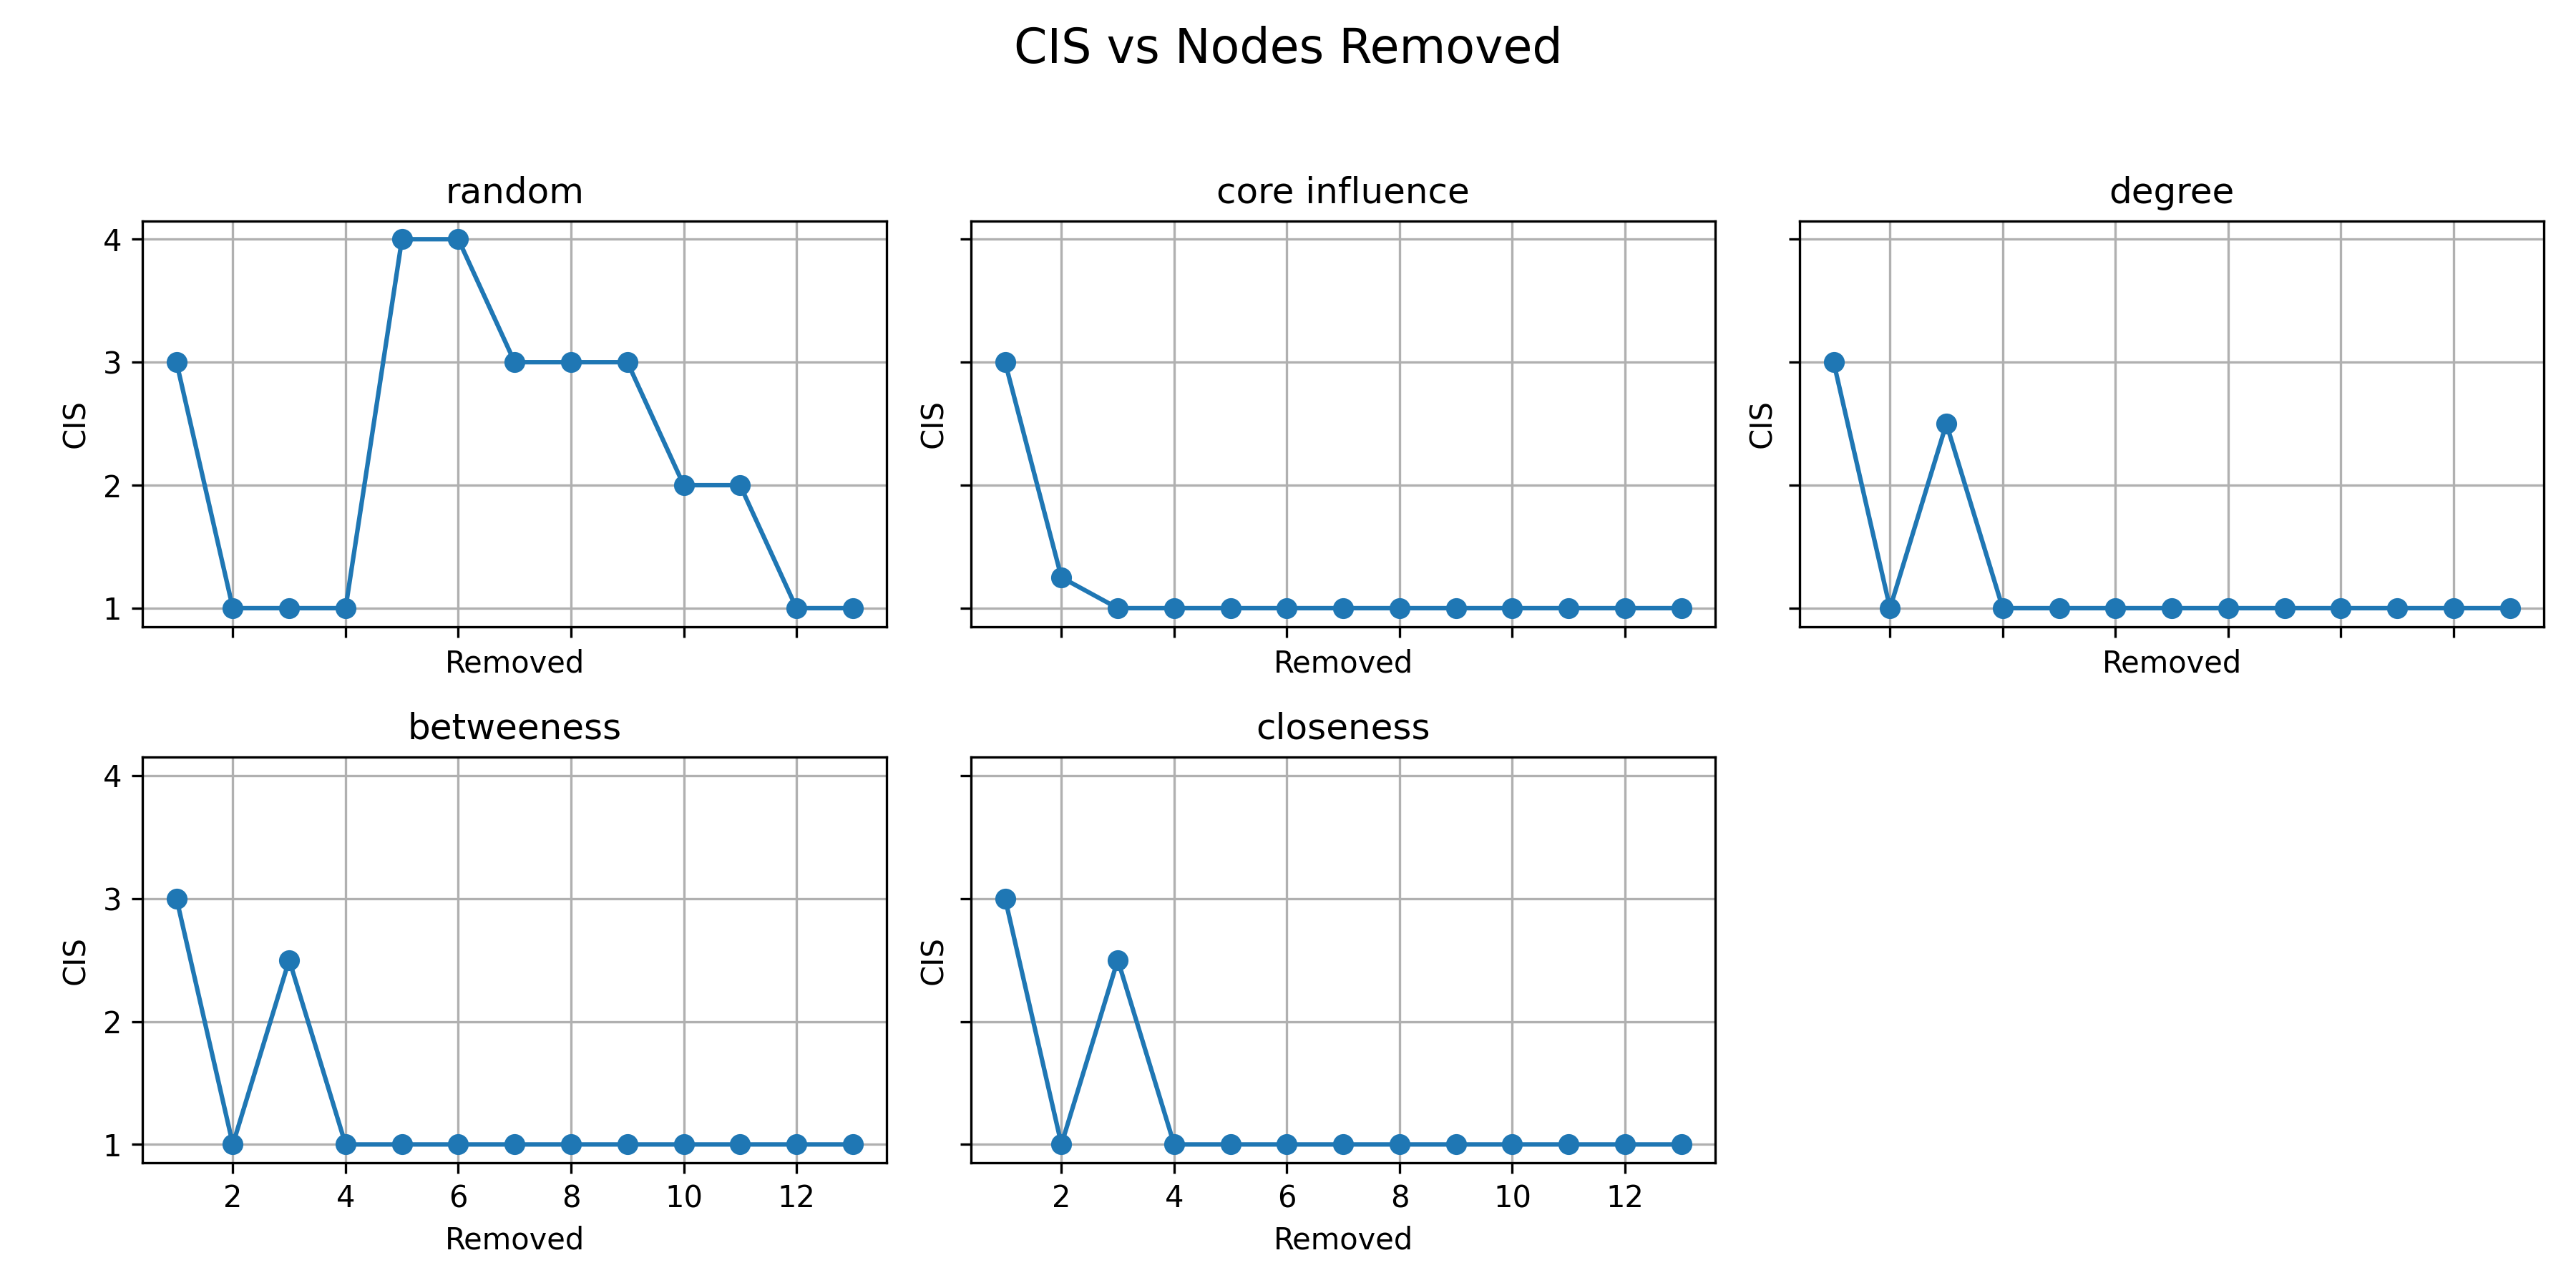 CIS vs Nodes Removed
random
4
3
2
1
CIS
Removed
core influence
CIS
Removed
degree
CIS
Removed
betweeness
4
3
2
1
CIS
2 4 6 8 10 12
Removed
closeness
CIS
2 4 6 8 10 12
Removed